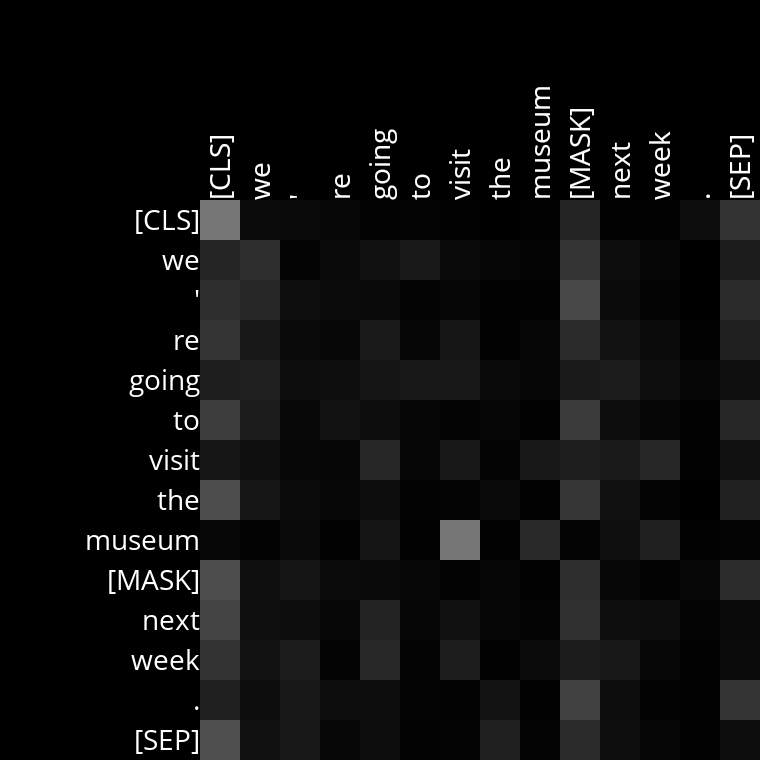 [CLS] we ' re going to visit the museum [MASK] next week . [SEP]
[CLS]
we
'
re
going
to
visit
the
museum
[MASK]
next
week
.
[SEP]